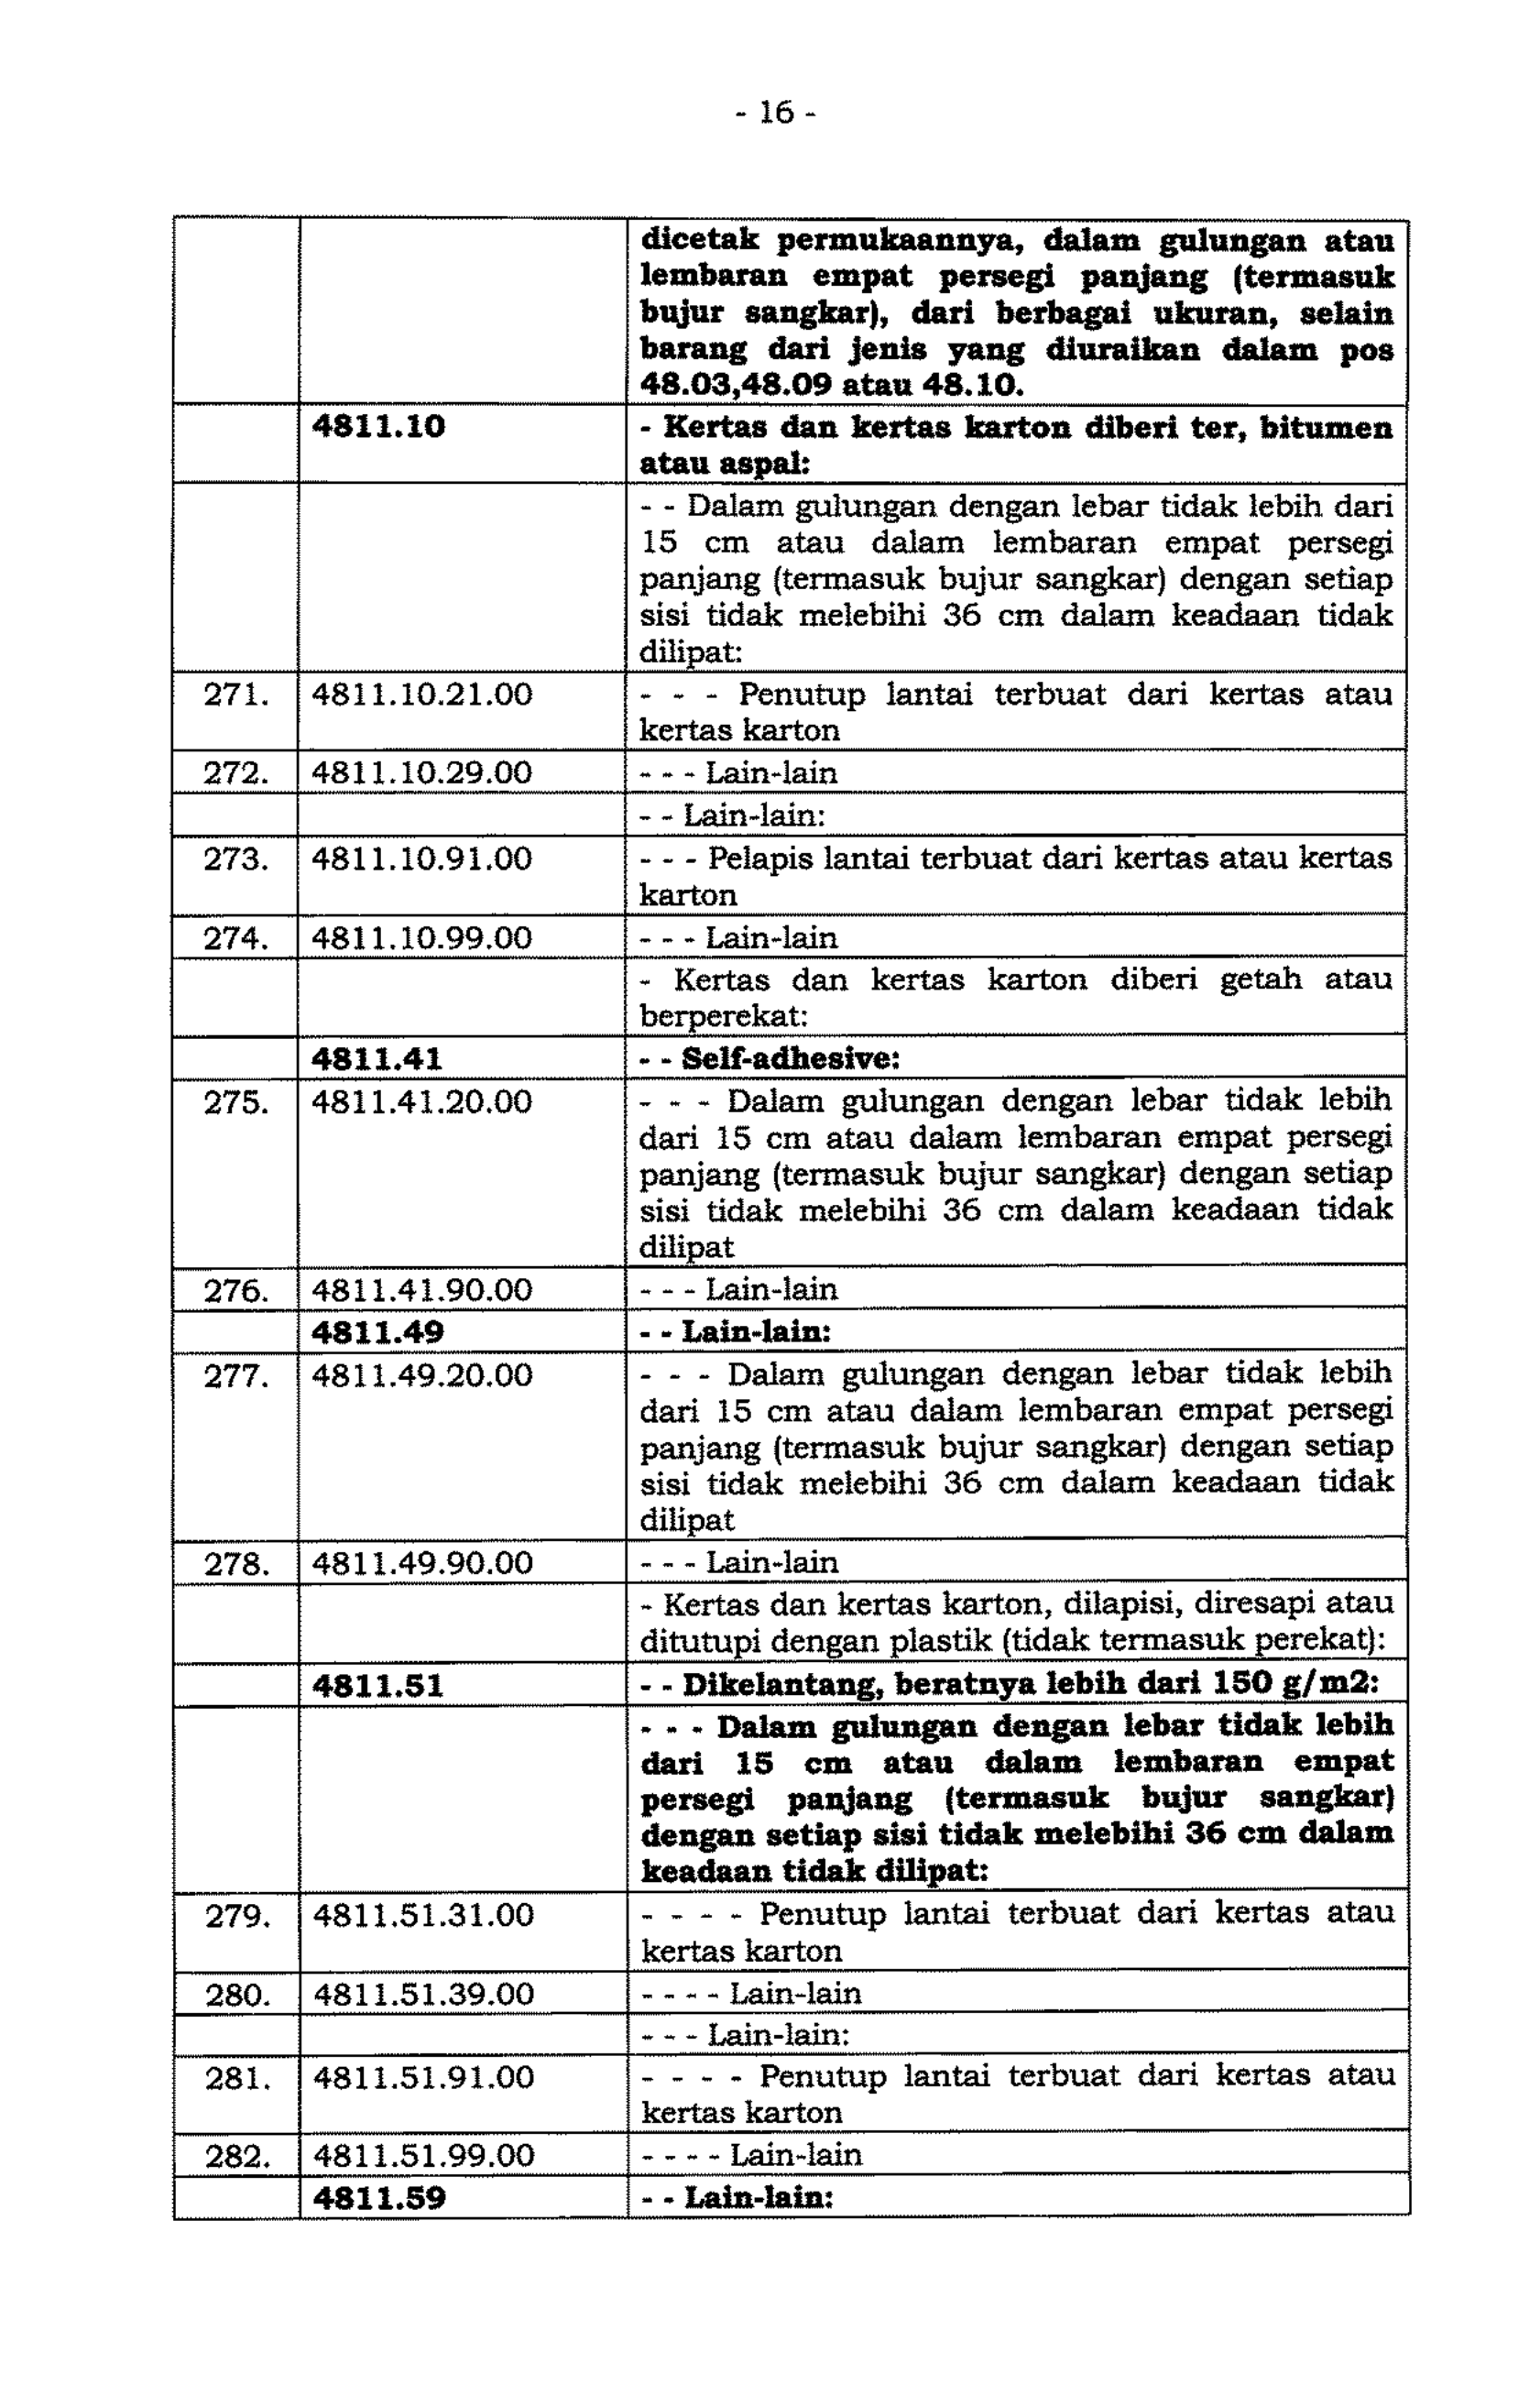 - 16 -
dicetak permukaannya, dalam gulungan atau
lembaran empat persegi panjang (termasuk
bujur sangkar), dari berbagai ukuran, selain
barang dari jenis yang diuraikan dalam pos
48.03,48.09 atau 48.10.
4811.10 - Kertas dan kertas karton diberi ter, bitumen
atau aspal:
- - Dalam gulungan dengan lebar tidak lebih dari
15 cm atau dalam lembaran empat persegi
panjang (termasuk bujur sangkar) dengan setiap
sisi tidak melebihi 36 cm dalam keadaan tidak
dilipat:
271. 4811.10.21.00 - - - Penutup lantai terbuat dari kertas atau
kertas karton
272. 4811.10.29.00 - - - Lain-lain
- - Lain-lain:
273. 4811.10.91.00 - - - Pelapis lantai terbuat dari kertas atau kertas
karton
274. 4811.10.99.00 - - - Lain-lain
- Kertas dan kertas karton diberi getah atau
berperekat:
4811.41 - - Self-adhesive:
275. 4811.41.20.00 - - - Dalam gulungan dengan lebar tidak lebih
dari 15 cm atau dalam lembaran empat persegi
panjang (termasuk bujur sangkar) dengan setiap
sisi tidak melebihi 36 cm dalam keadaan tidak
dilipat
276. 4811.41.90.00 - - - Lain-lain
4811.49 - - Lain-lain:
277. 4811.49.20.00 - - - Dalam gulungan dengan lebar tidak lebih
dari 15 cm atau dalam lembaran empat persegi
panjang (termasuk bujur sangkar) dengan setiap
sisi tidak melebihi 36 cm dalam keadaan tidak
dilipat
278. 4811.49.90.00 - - - Lain-lain
- Kertas dan kertas karton, dilapisi, diresapi atau
ditutupi dengan plastik (tidak termasuk perekat):
4811.51 - - Dikelantang, beratnya lebih dari 150 g/m2:
- - - Dalam gulungan dengan lebar tidak lebih
dari 15 cm atau dalam lembaran empat
persegi panjang (termasuk bujur sangkar)
dengan setiap sisi tidak melebihi 36 cm dalam
keadaan tidak dilipat:
279. 4811.51.31.00 - - - - Penutup lantai terbuat dari kertas atau
kertas karton
280. 4811.51.39.00 - - - - Lain-lain
- - - Lain-lain:
281. 4811.51.91.00 - - - - Penutup lantai terbuat dari kertas atau
kertas karton
282. 4811.51.99.00 - - - - Lain-lain
4811.59 - - Lain-lain: